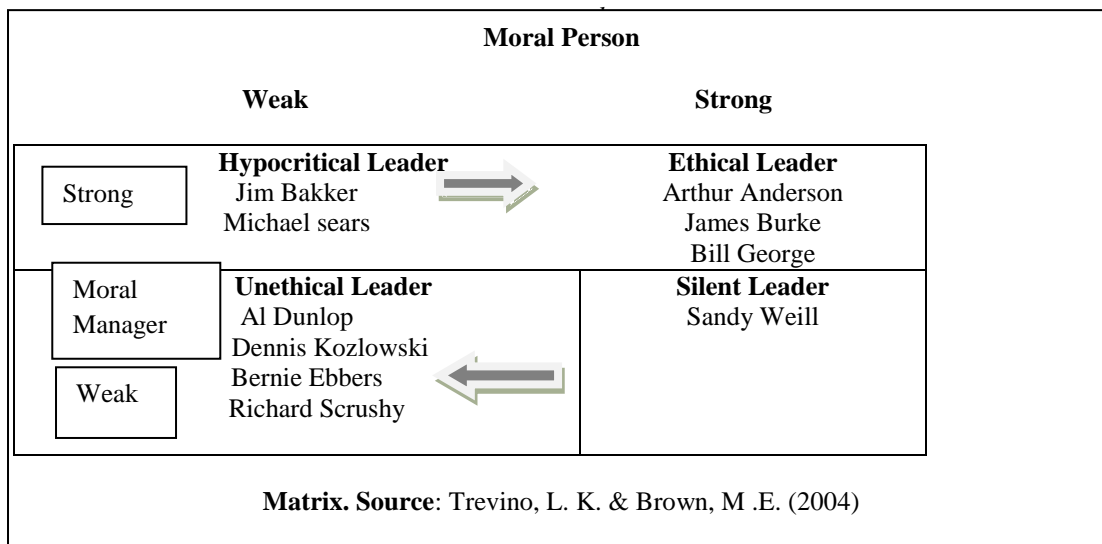 Moral Person
Weak Strong
Strong
Hypocritical Leader
Jim Bakker
Michael sears
Ethical Leader
Arthur Anderson
James Burke
Bill George
Moral
Manager
Weak
Unethical Leader
Al Dunlop
Dennis Kozlowski
Bernie Ebbers
Richard Scrushy
Silent Leader
Sandy Weill
Matrix. Source: Trevino, L. K. & Brown, M .E. (2004)